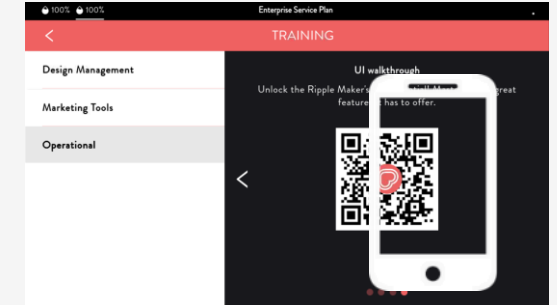 100% 100%
Enterprise Service Plan
TRAINING
Design Management
Marketing Tools
Operational
UI walkthrough
Unlock the Ripple Maker's great
feature it has to offer.